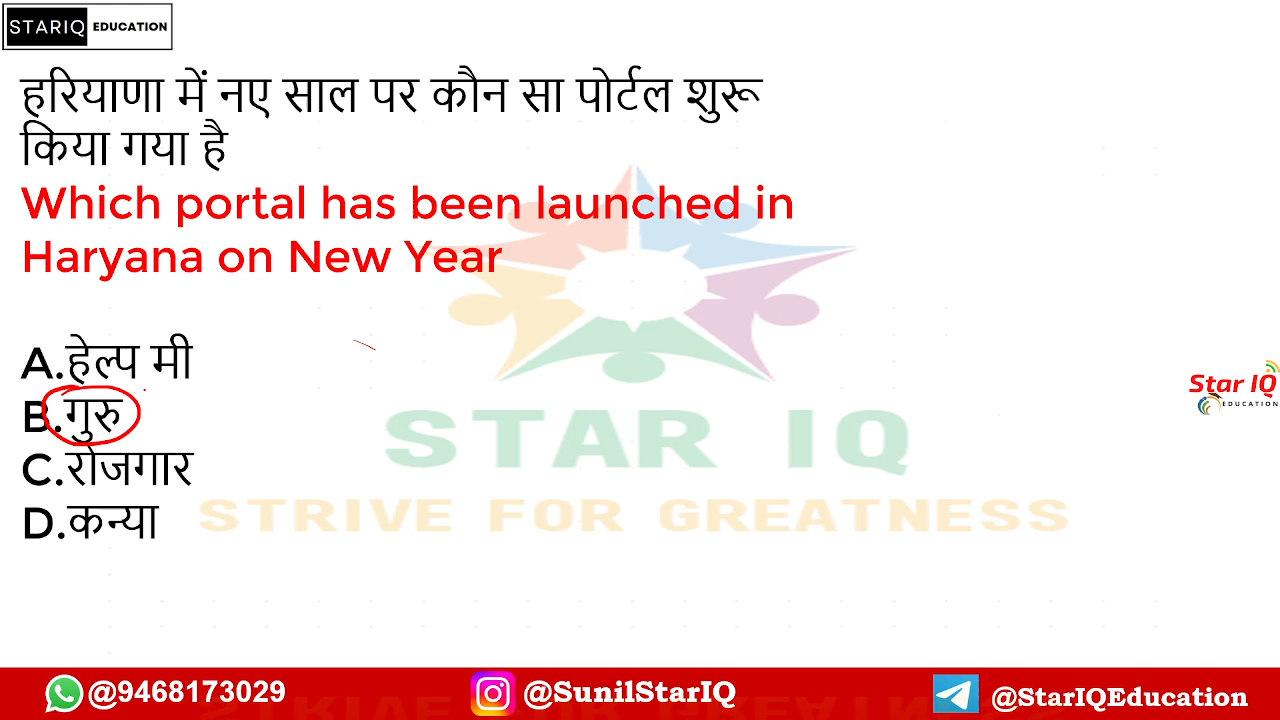 STARIQ EDUCATION
हरियाणा में नए साल पर कौन सा पोर्टल शुरू
किया गया है
Which portal has been launched in
Haryana on New Year
A.हेल्प मी
B.गुरु
C.रोजगार
D.कन्या
Star IQ
EDUCATION
STAR IQ
STRIVE FOR GREATNESS
@9468173029
@SunilStarIQ
@StarIQEducation